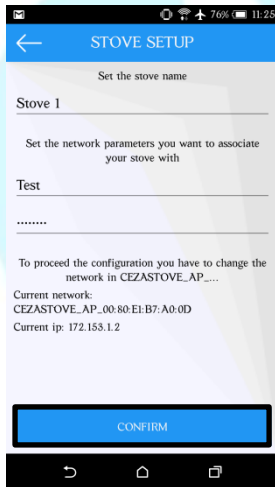 76% 11:25
STOVE SETUP
Set the stove name
Stove 1
Set the network parameters you want to associate
your stove with
Test
........
To proceed the configuration you have to change the
network in CEZASTOVE_AP_...
Current network:
CEZASTOVE_AP_00:80:E1:B7:A0:0D
Current ip: 172.153.1.2
CONFIRM